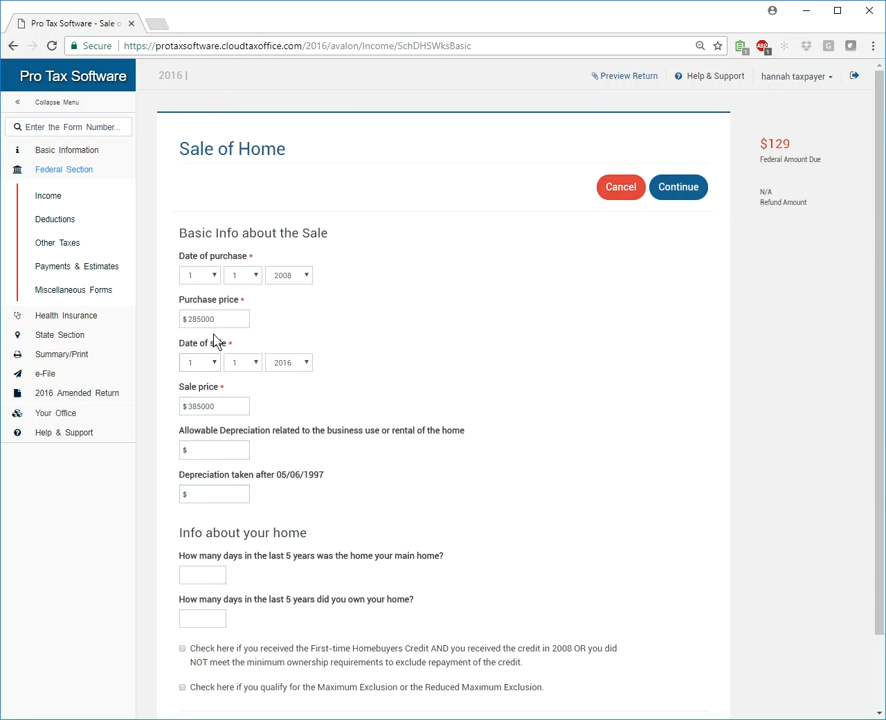 Pro Tax Software - Sale o
Secure https://protaxsoftware.cloudtaxoffice.com/2016/avalon/Income/SchDHSWksBasic
Pro Tax Software
2016 |
Preview Return
Help & Support
hannah taxpayer
Collapse Menu
Enter the Form Number...
Basic Information
Federal Section
Income
Deductions
Other Taxes
Payments & Estimates
Miscellaneous Forms
Health Insurance
State Section
Summary/Print
e-File
2016 Amended Return
Your Office
Help & Support
Sale of Home
Cancel
Continue
Basic Info about the Sale
Date of purchase *
1 1 2008
Purchase price *
$ 285000
Date of sale *
1 1 2016
Sale price *
$ 385000
Allowable Depreciation related to the business use or rental of the home
$
Depreciation taken after 05/06/1997
$
Info about your home
How many days in the last 5 years was the home your main home?
How many days in the last 5 years did you own your home?
Check here if you received the First-time Homebuyers Credit AND you received the credit in 2008 OR you did
NOT meet the minimum ownership requirements to exclude repayment of the credit.
Check here if you qualify for the Maximum Exclusion or the Reduced Maximum Exclusion.
$129
Federal Amount Due
N/A
Refund Amount